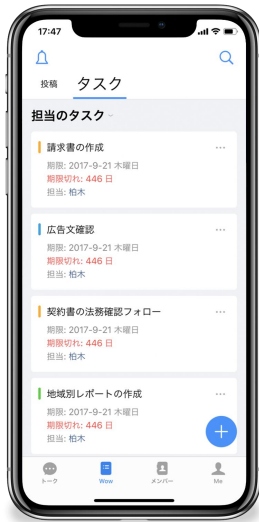 17:47
投稿 タスク
担当のタスク
請求書の作成
期限: 2017-9-21 木曜日
期限切れ: 446 日
担当: 柏木
広告文確認
期限: 2017-9-21 木曜日
期限切れ: 446 日
担当: 柏木
契約書の法務確認フォロー
期限: 2017-9-21 木曜日
期限切れ: 446 日
担当: 柏木
地域別レポートの作成
期限: 2017-9-21 木曜日
期限切れ: 446 日
担当: 柏木
トーク Wow メンバー Me